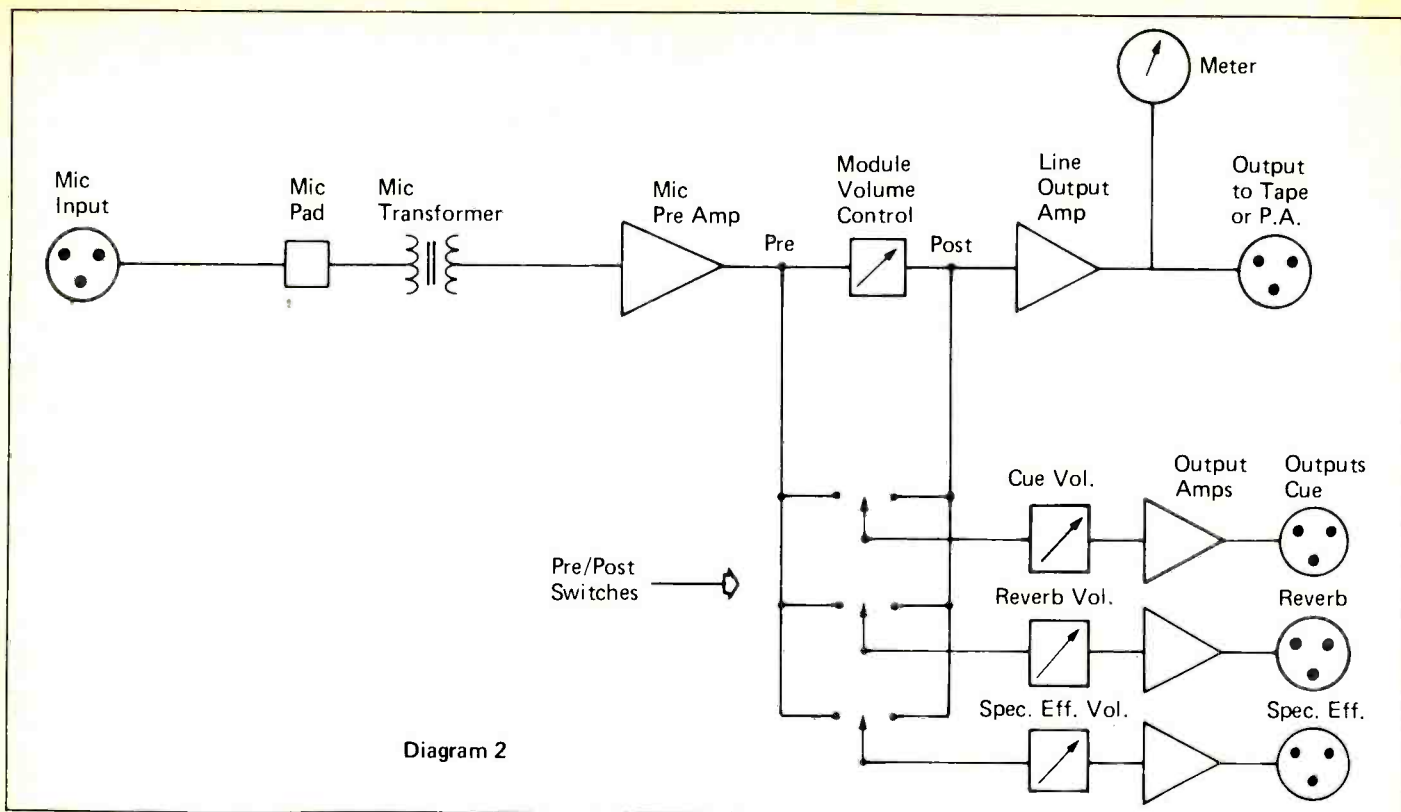 Meter
Mic
Input
Mic
Pad
Mic
Transformer
Mic
Pre Amp
Pre
Module
Volume
Control
Post
Line
Output
Amp
Output
to Tape
or P.A.
Pre/Post
Switches
Cue Vol.
Output
Amps
Outputs
Cue
Reverb Vol.
Reverb
Spec. Eff. Vol.
Spec. Eff.
Diagram 2